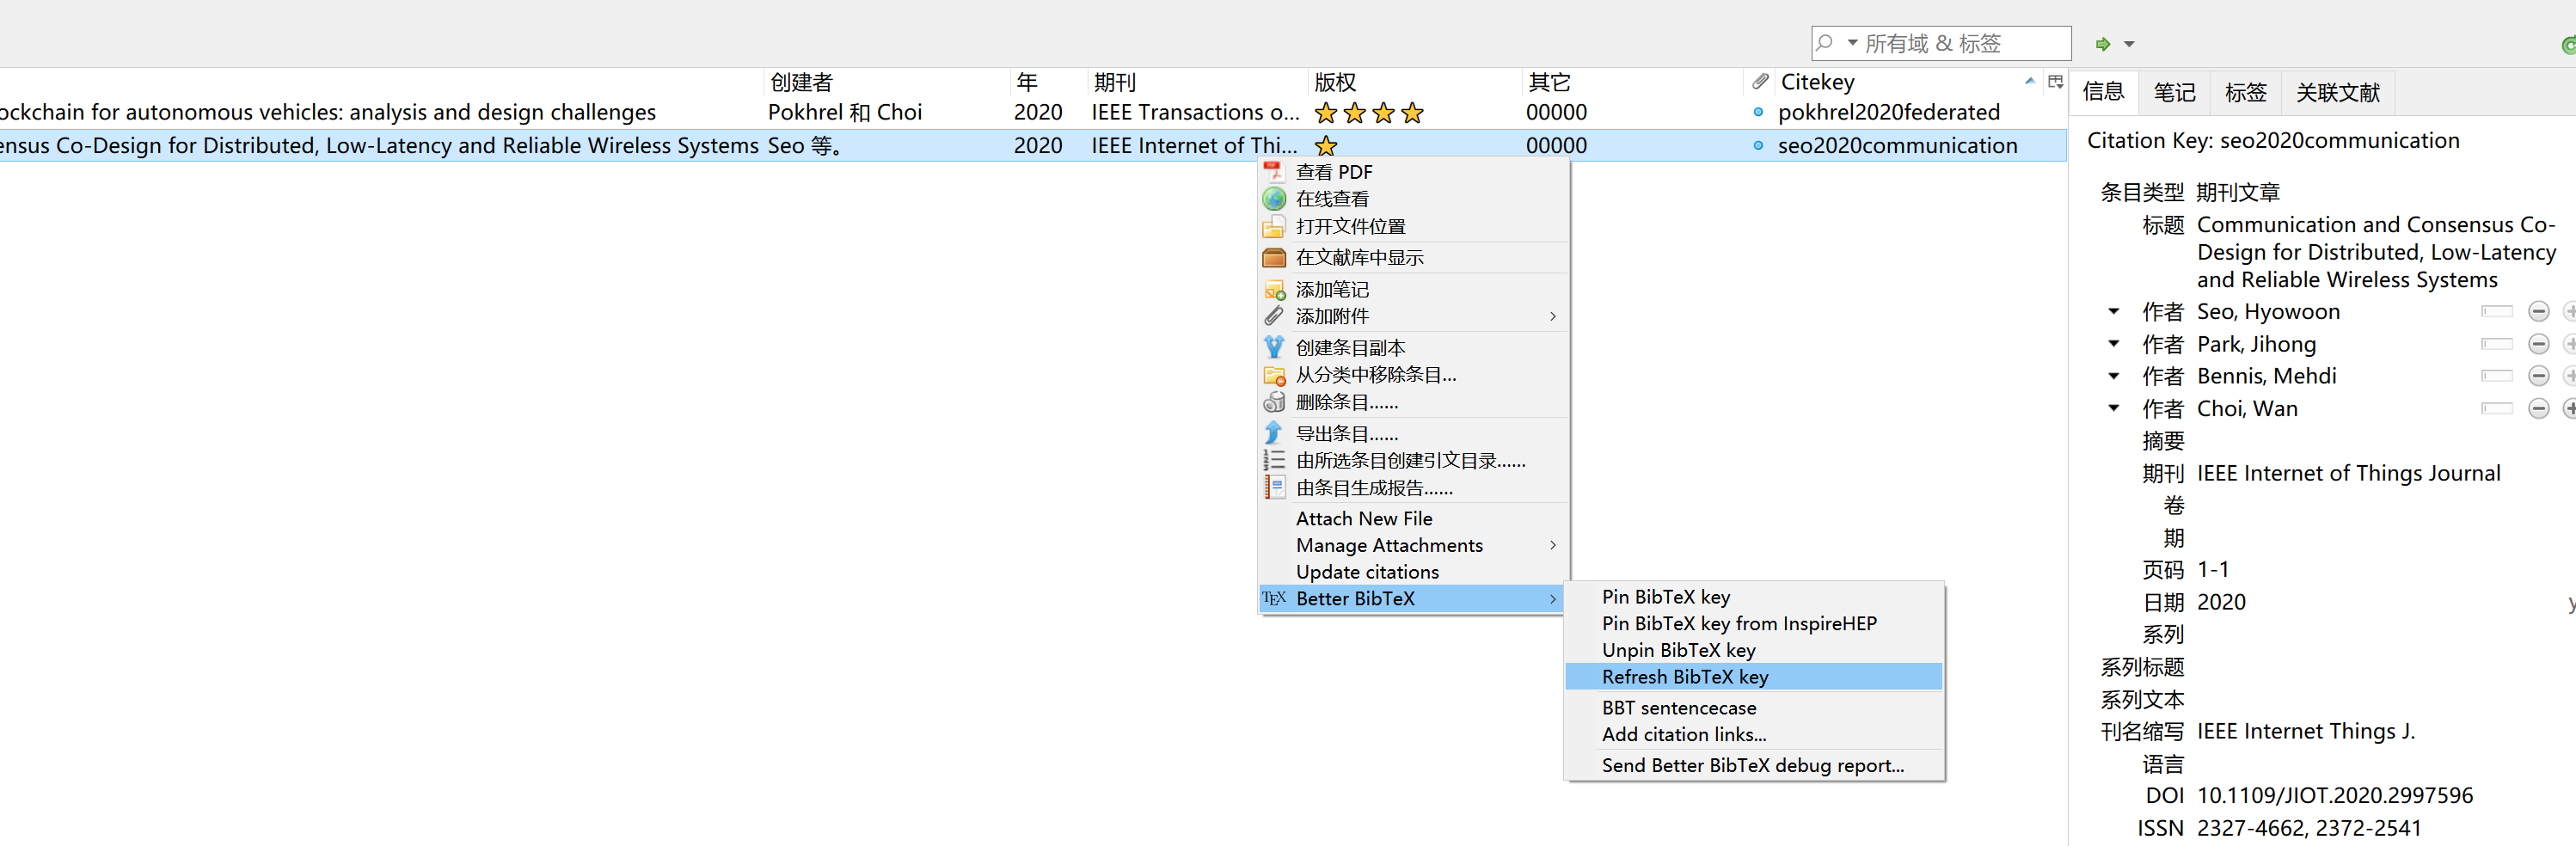 所有域 & 标签
创建者 年 期刊 版权 其它 Citekey
ockchain for autonomous vehicles: analysis and design challenges Pokhrel 和 Choi 2020 IEEE Transactions o... 00000 pokhrel2020federated
ensus Co-Design for Distributed, Low-Latency and Reliable Wireless Systems Seo 等。 2020 IEEE Internet of Thi... 00000 seo2020communication
查看 PDF
在线查看
打开文件位置
在文献库中显示
添加笔记
添加附件
创建条目副本
从分类中移除条目...
删除条目......
导出条目......
由所选条目创建引文目录......
由条目生成报告......
Attach New File
Manage Attachments
Update citations
TEX Better BibTeX
Pin BibTeX key
Pin BibTeX key from InspireHEP
Unpin BibTeX key
Refresh BibTeX key
BBT sentencecase
Add citation links...
Send Better BibTeX debug report...
信息 笔记 标签 关联文献
Citation Key: seo2020communication
条目类型 期刊文章
标题 Communication and Consensus Co-
Design for Distributed, Low-Latency
and Reliable Wireless Systems
作者 Seo, Hyowoon
作者 Park, Jihong
作者 Bennis, Mehdi
作者 Choi, Wan
摘要
期刊 IEEE Internet of Things Journal
卷
期
页码 1-1
日期 2020 y
系列
系列标题
系列文本
刊名缩写 IEEE Internet Things J.
语言
DOI 10.1109/JIOT.2020.2997596
ISSN 2327-4662, 2372-2541